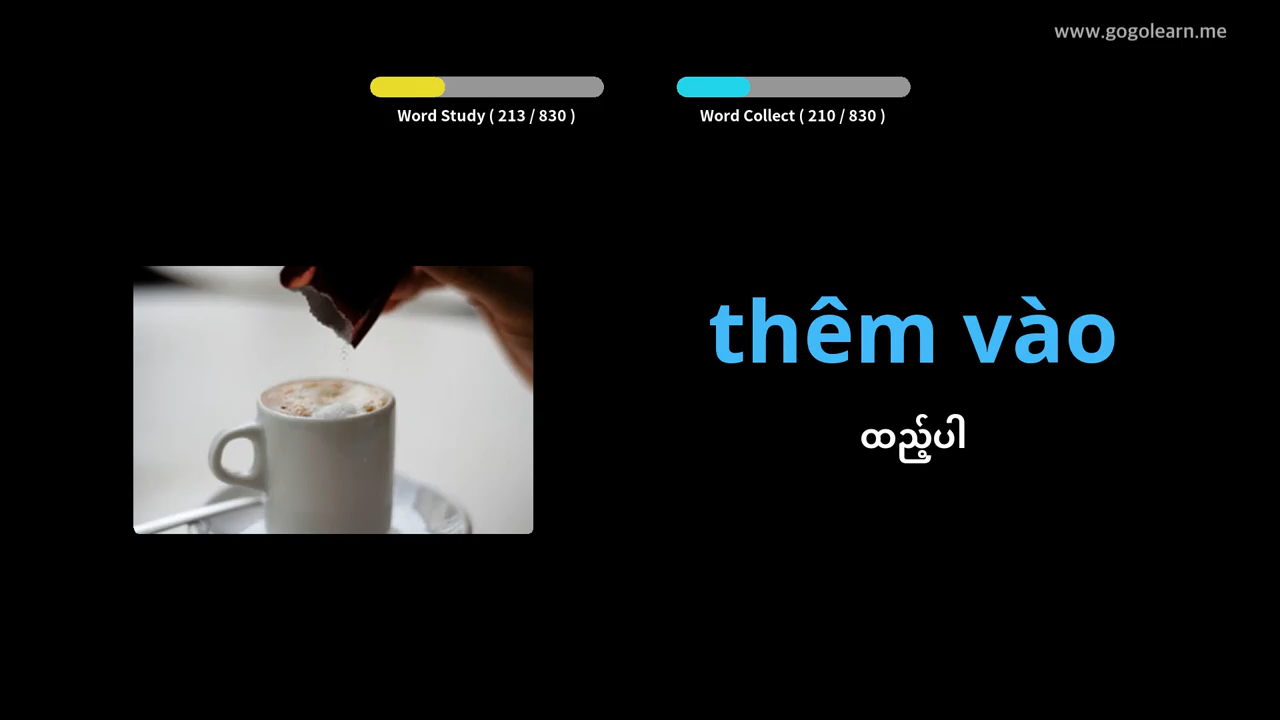 www.gogolearn.me
Word Study ( 213 / 830 )
Word Collect ( 210 / 830 )
thêm vào
ထည့်ပါ